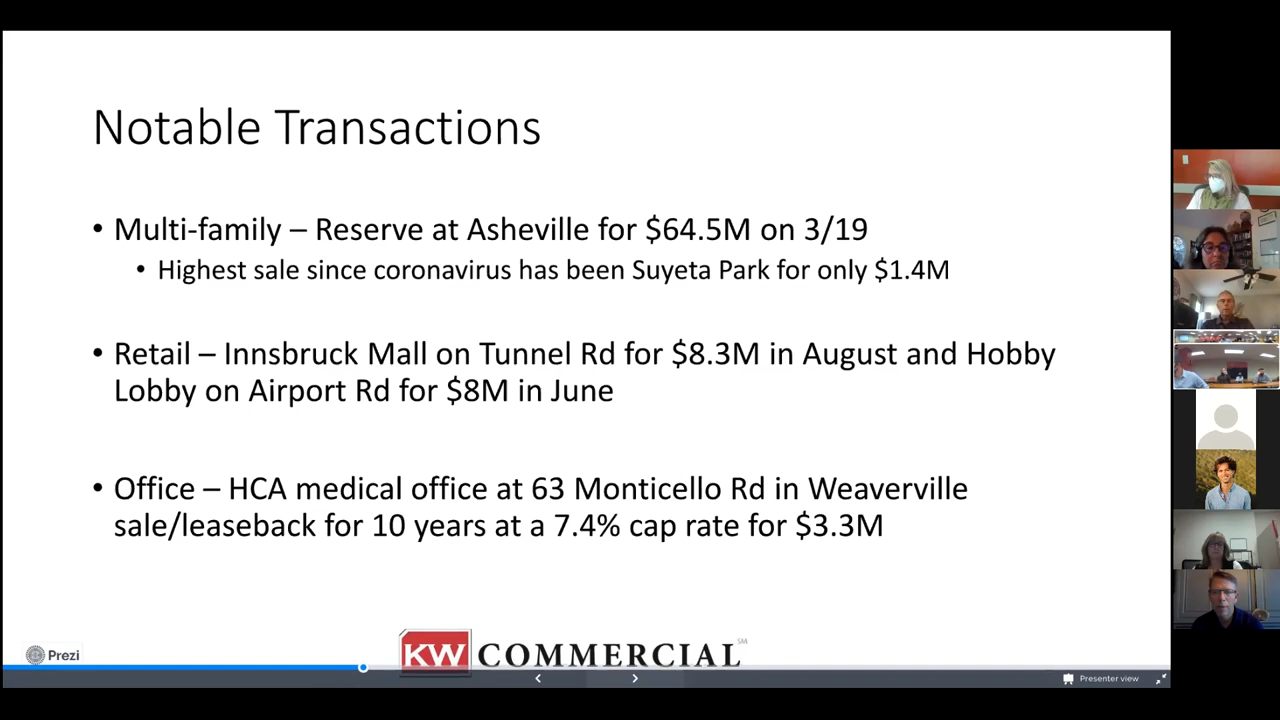 Notable Transactions
• Multi-family – Reserve at Asheville for $64.5M on 3/19
• Highest sale since coronavirus has been Suyeta Park for only $1.4M
• Retail – Innsbruck Mall on Tunnel Rd for $8.3M in August and Hobby
Lobby on Airport Rd for $8M in June
• Office – HCA medical office at 63 Monticello Rd in Weaverville
sale/leaseback for 10 years at a 7.4% cap rate for $3.3M
KW COMMERCIAL SM
Prezi
Presenter view